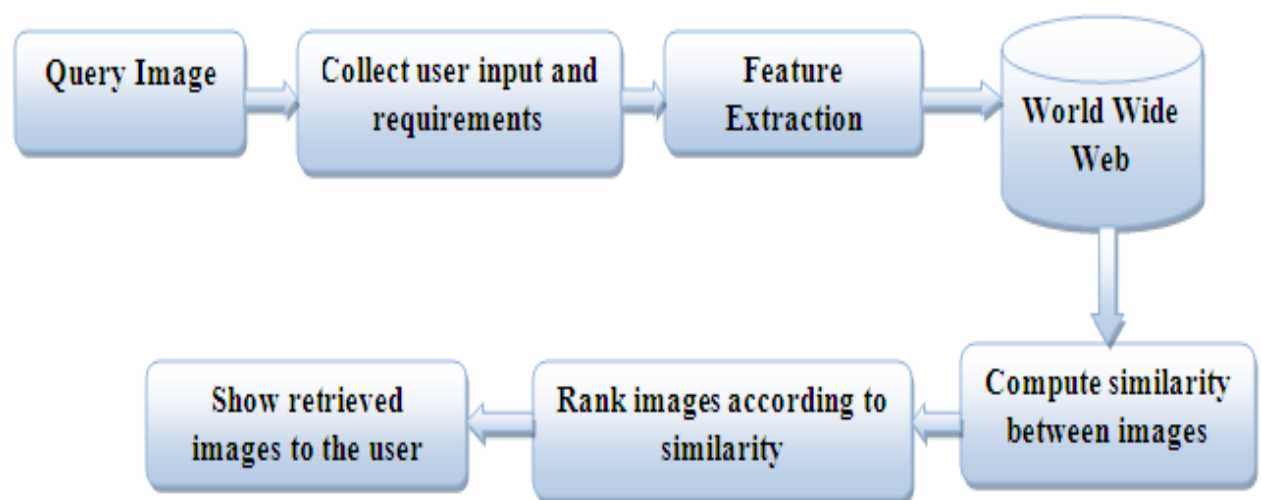 Query Image
Collect user input and
requirements
Feature
Extraction
World Wide
Web
Compute similarity
between images
Rank images according to
similarity
Show retrieved
images to the user